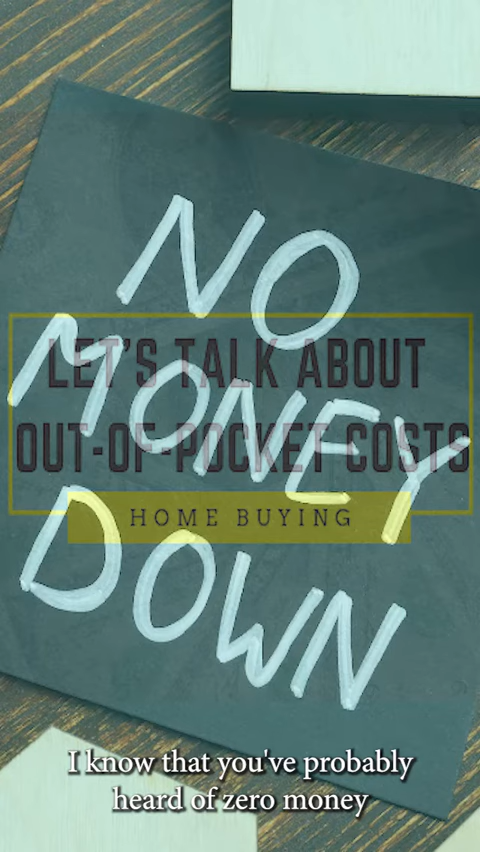 NO
MONEY
DOWN
LET'S TALK ABOUT
OUT-OF-POCKET COSTS
HOME BUYING
I know that you've probably
heard of zero money